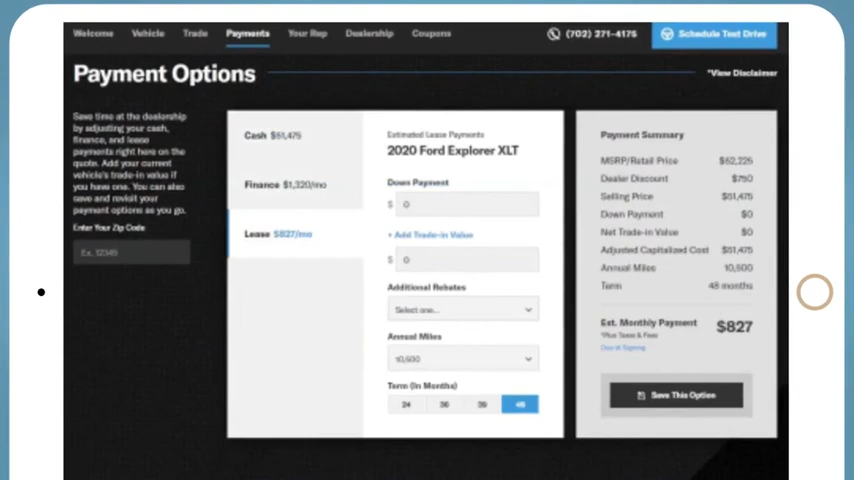 Welcome Vehicle Trade Payments Your Rep Dealership Coupons (702) 271-4175 Schedule Test Drive
Payment Options
*View Disclaimer
Save time at the dealership
by adjusting your cash,
finance, and lease
payments right here on the
quote. Add your current
vehicle's trade-in value if
you have one. You can also
save and revisit your
payment options as you go.
Enter Your Zip Code
Ex. 12345
Cash $51,475
Finance $1,320/mo
Lease $827/mo
Estimated Lease Payments
2020 Ford Explorer XLT
Down Payment
$ 0
+ Add Trade-in Value
$ 0
Additional Rebates
Select one...
Annual Miles
10,500
Term (In Months)
24 36 39 48
Payment Summary
MSRP/Retail Price $52,225
Dealer Discount $750
Selling Price $51,475
Down Payment $0
Net Trade-in Value $0
Adjusted Capitalized Cost $51,475
Annual Miles 10,500
Term 48 months
Est. Monthly Payment $827
*Plus Taxes & Fees
Due at Signing
Save This Option